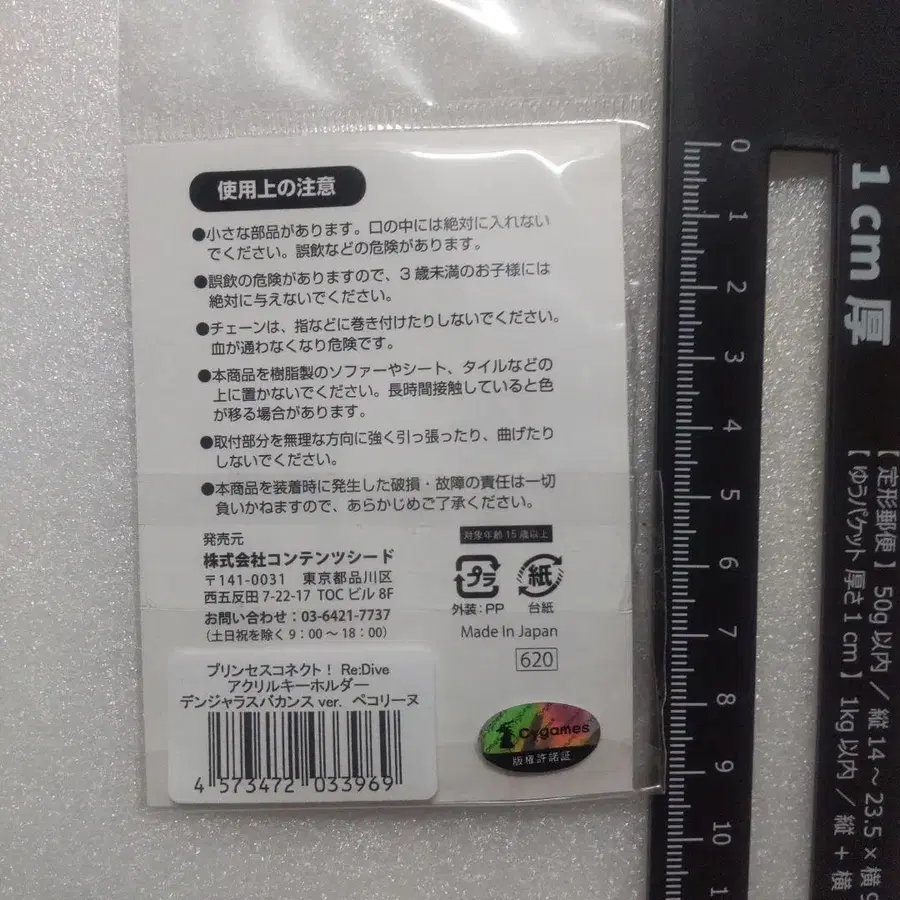 使用上の注意
●小さな部品があります。口の中には絶対に入れない
でください。誤飲などの危険があります。
●誤飲の危険がありますので、3歳未満のお子様には
絶対に与えないでください。
●チェーンは、指などに巻き付けたりしないでください。
血が通わなくなり危険です。
●本商品を樹脂製のソファーやシート、タイルなどの
上に置かないでください。長時間接触していると色
が移る場合があります。
●取付部分を無理な方向に強く引っ張ったり、曲げたり
しないでください。
●本商品を装着時に発生した破損・故障の責任は一切
負いかねますので、あらかじめご了承ください。
発売元
株式会社コンテンツシード
〒141-0031 東京都品川区
西五反田 7-22-17 TOC ビル 8F
お問い合わせ：03-6421-7737
（土日祝を除く 9：00～18：00）
対象年齢 15 歳以上
プラ
紙
外装：PP
台紙
Made In Japan
620
プリンセスコネクト！ Re:Dive
アクリルキーホルダー
デンジャラスバカンス ver. ペコリーヌ
4 573472 033969
Cygames
版権許諾証
0
1
2
3
4
5
6
7
8
9
10
1cm 厚
【 定形郵便 】 50g 以内 ／ 縦 14 ～ 23.5 × 横 9
【 ゆうパケット 厚さ 1 cm 】 1kg 以内 ／ 縦 + 横